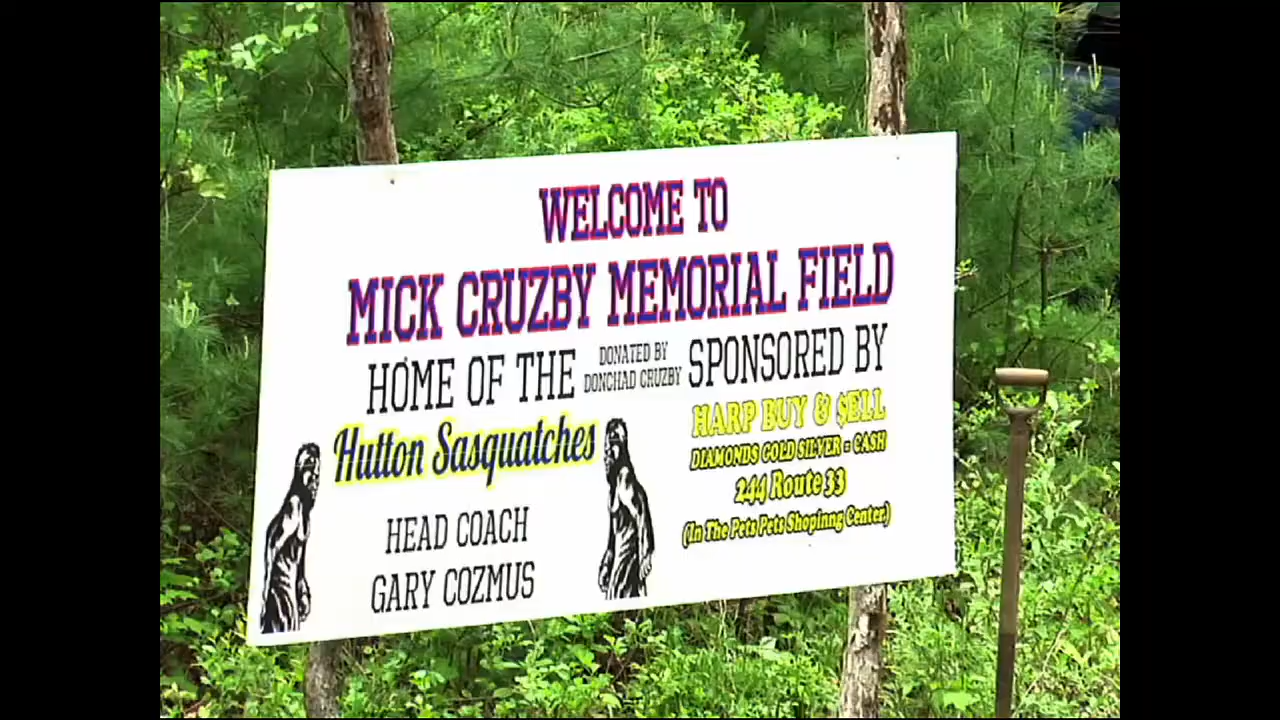 WELCOME TO
MICK CRUZBY MEMORIAL FIELD
HOME OF THE
Hutton Sasquatches
HEAD COACH
GARY COZMUS
DONATED BY
DONCHAD CRUZBY
SPONSORED BY
HARP BUY & $ELL
DIAMONDS GOLD SILVER = CASH
244 Route 33
(In The Pets Pets Shopinng Center)